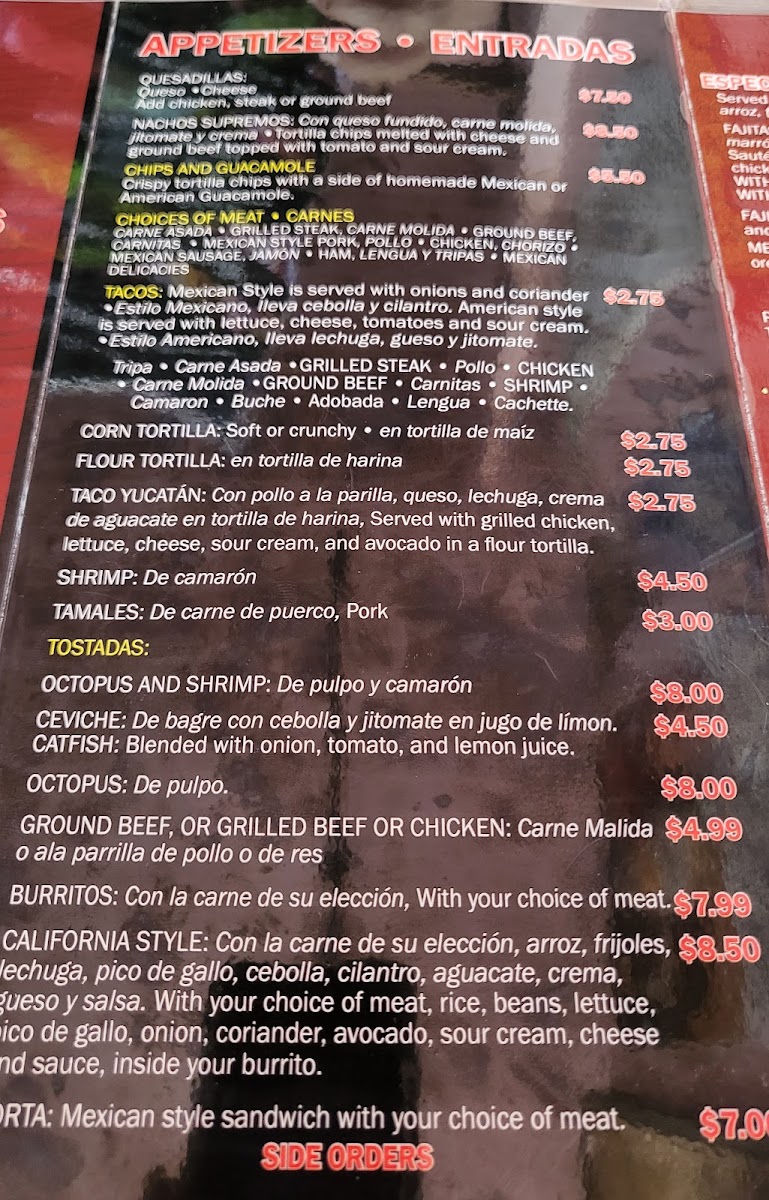 APPETIZERS • ENTRADAS
QUESADILLAS:
Queso • Cheese
Add chicken, steak or ground beef
$7.50
NACHOS SUPREMOS: Con queso fundido, carne molida,
jitomate y crema • Tortilla chips melted with cheese and
ground beef topped with tomato and sour cream.
CHIPS AND GUACAMOLE
Crispy tortilla chips with a side of homemade Mexican or
American Guacamole.
$5.50
CHOICES OF MEAT • CARNES
CARNE ASADA • GRILLED STEAK, CARNE MOLIDA • GROUND BEEF,
CARNITAS • MEXICAN STYLE PORK, POLLO • CHICKEN, CHORIZO •
MEXICAN SAUSAGE, JAMÓN • HAM, LENGUA Y TRIPAS • MEXICAN
DELICACIES
TACOS: Mexican Style is served with onions and coriander $2.75
• Estilo Mexicano, lleva cebolla y cilantro. American style
is served with lettuce, cheese, tomatoes and sour cream.
• Estilo Americano, lleva lechuga, gueso y jitomate.
Tripa • Carne Asada • GRILLED STEAK • Pollo • CHICKEN
• Carne Molida • GROUND BEEF • Carnitas • SHRIMP •
Camaron • Buche • Adobada • Lengua • Cachette.
CORN TORTILLA: Soft or crunchy • en tortilla de maíz $2.75
FLOUR TORTILLA: en tortilla de harina $2.75
TACO YUCATÁN: Con pollo a la parilla, queso, lechuga, crema $2.75
de aguacate en tortilla de harina, Served with grilled chicken,
lettuce, cheese, sour cream, and avocado in a flour tortilla.
SHRIMP: De camarón $4.50
TAMALES: De carne de puerco, Pork $3.00
TOSTADAS:
OCTOPUS AND SHRIMP: De pulpo y camarón $8.00
CEVICHE: De bagre con cebolla y jitomate en jugo de límon. $4.50
CATFISH: Blended with onion, tomato, and lemon juice.
OCTOPUS: De pulpo. $8.00
GROUND BEEF, OR GRILLED BEEF OR CHICKEN: Carne Malida $4.99
o ala parrilla de pollo o de res
BURRITOS: Con la carne de su elección, With your choice of meat. $7.99
CALIFORNIA STYLE: Con la carne de su elección, arroz, frijoles, $8.50
lechuga, pico de gallo, cebolla, cilantro, aguacate, crema,
gueso y salsa. With your choice of meat, rice, beans, lettuce,
pico de gallo, onion, coriander, avocado, sour cream, cheese
nd sauce, inside your burrito.
ORTA: Mexican style sandwich with your choice of meat. $7.00
SIDE ORDERS
ESPEC
Served
arroz,
FAJITA
marró
Saute
chick
WITH
WITH
FAJI
and